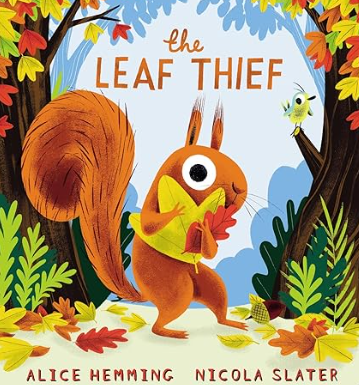 the
LEAF THIEF
ALICE HEMMING NICOLA SLATER